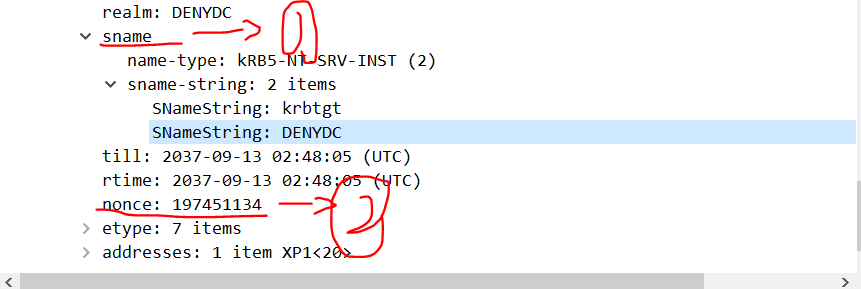 realm: DENYDC
sname 1
name-type: kRB5-NT-SRV-INST (2)
sname-string: 2 items
SNameString: krbtgt
SNameString: DENYDC
till: 2037-09-13 02:48:05 (UTC)
rtime: 2037-09-13 02:48:05 (UTC)
nonce: 197451134 2
etype: 7 items
addresses: 1 item XP1<20>